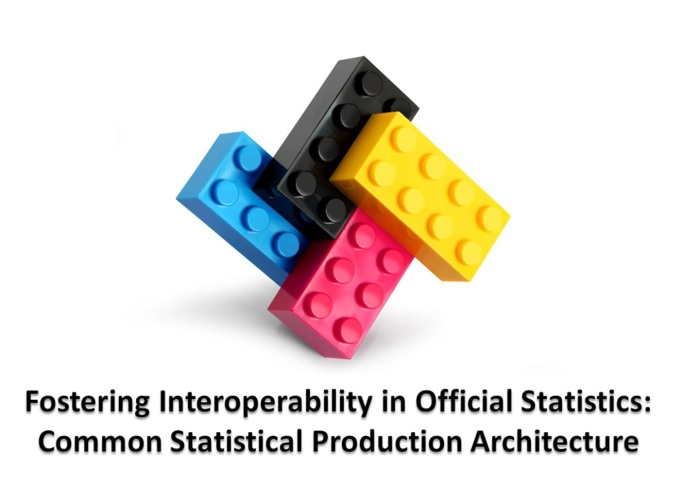 Fostering Interoperability in Official Statistics:
Common Statistical Production Architecture